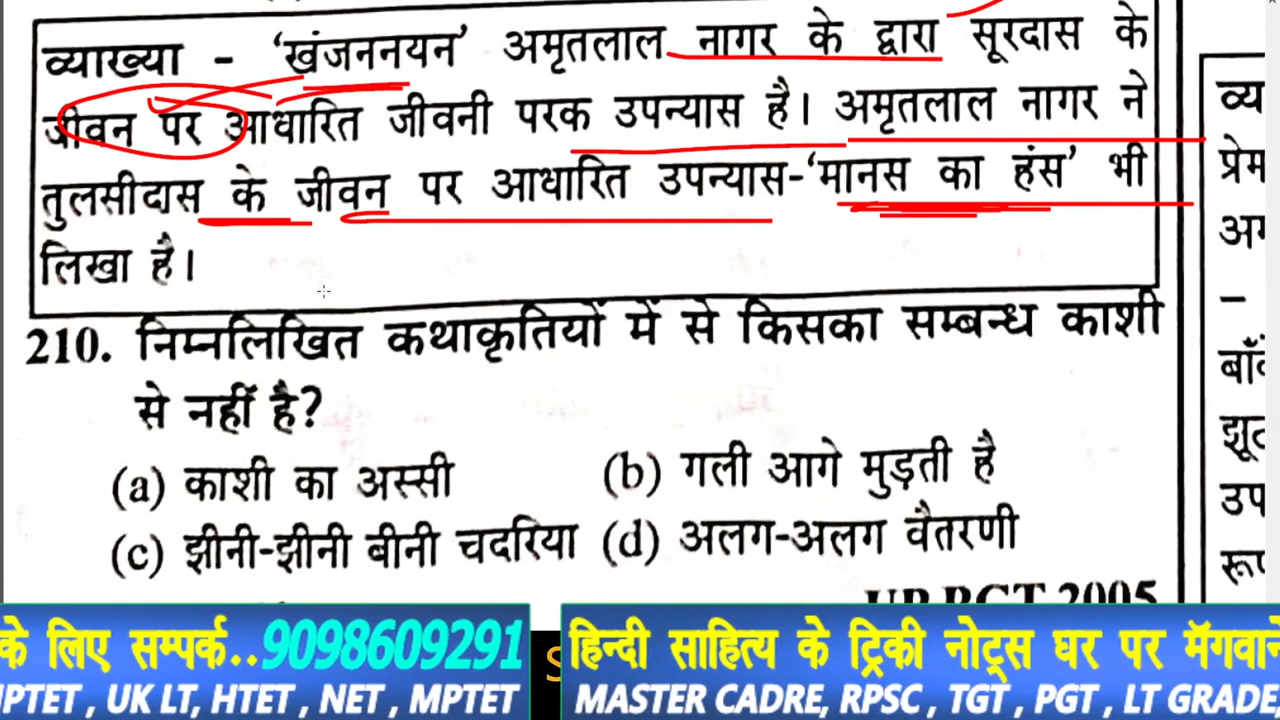 व्याख्या - ‘खंजननयन’ अमृतलाल नागर के द्वारा सूरदास के
जीवन पर आधारित जीवनी परक उपन्यास है। अमृतलाल नागर ने
तुलसीदास के जीवन पर आधारित उपन्यास-‘मानस का हंस’ भी
लिखा है।
210. निम्नलिखित कथाकृतियों में से किसका सम्बन्ध काशी
से नहीं है?
(a) काशी का अस्सी (b) गली आगे मुड़ती है
(c) झीनी-झीनी बीनी चदरिया (d) अलग-अलग वैतरणी
2005
के लिए सम्पर्क..9098609291
MPTET , UK LT, HTET , NET , MPTET
हिन्दी साहित्य के ट्रिकी नोट्स घर पर मॅगवाने
MASTER CADRE, RPSC , TGT , PGT , LT GRADE,